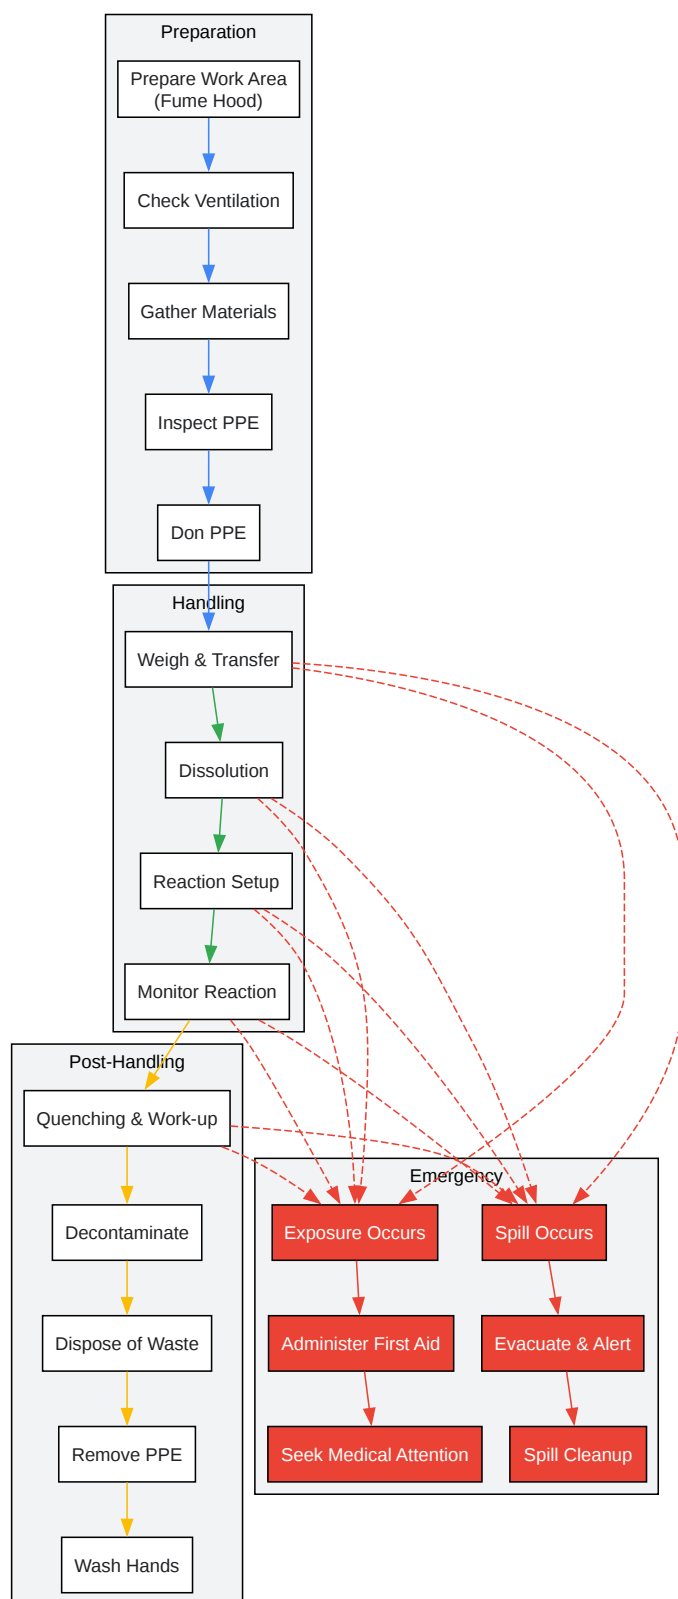 Preparation
Prepare Work Area
(Fume Hood)
Check Ventilation
Gather Materials
Inspect PPE
Don PPE
Handling
Weigh & Transfer
Dissolution
Reaction Setup
Monitor Reaction
Post-Handling
Quenching & Work-up
Decontaminate
Dispose of Waste
Remove PPE
Wash Hands
Emergency
Exposure Occurs
Spill Occurs
Administer First Aid
Evacuate & Alert
Seek Medical Attention
Spill Cleanup